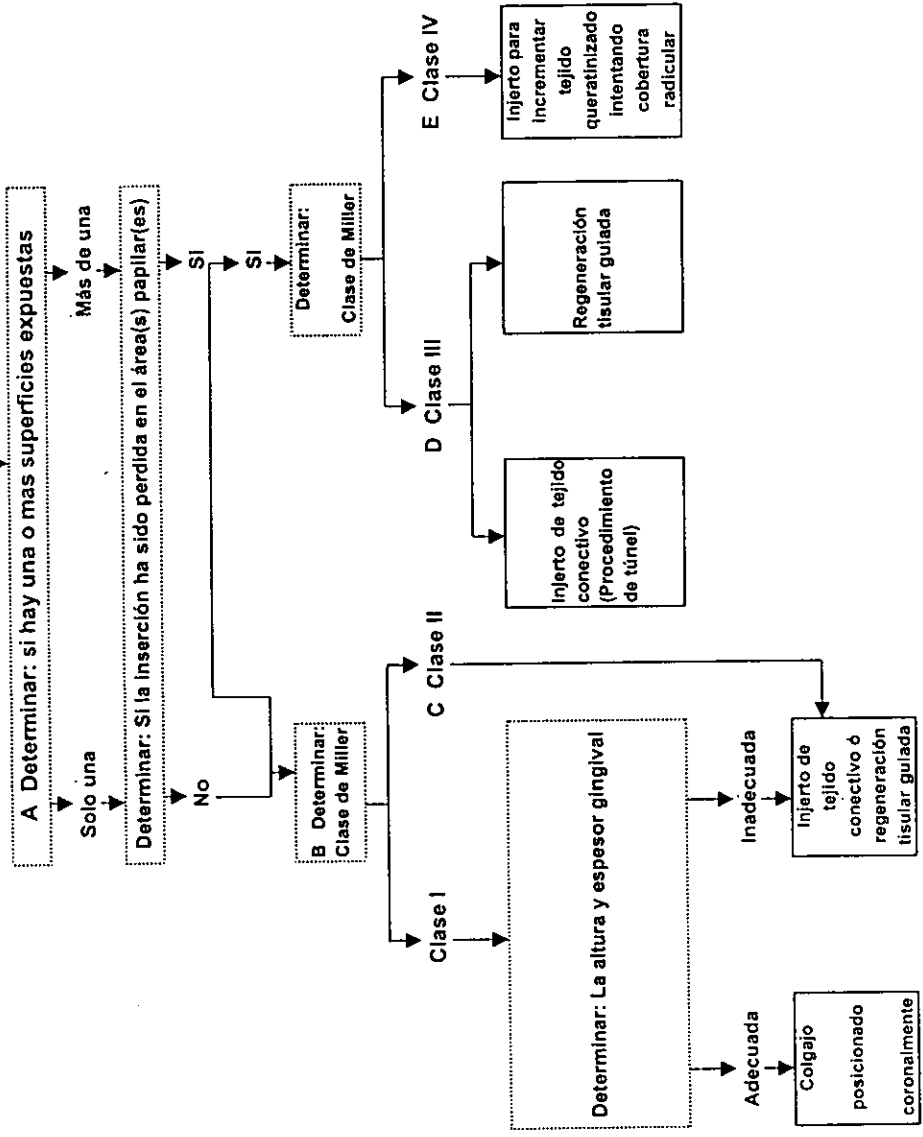 A Determinar: si hay una o mas superficies expuestas
Solo una
Más de una
Determinar: Si la inserción ha sido perdida en el área(s) papilar(es)
No
Si
Si
B Determinar:
Clase de Miller
Determinar:
Clase de Miller
Clase I
C Clase II
D Clase III
E Clase IV
Determinar: La altura y espesor gingival
Injerto de tejido
conectivo
(Procedimiento
de túnel)
Regeneración
tisular guiada
Injerto para
incrementar
tejido
queratinizado
intentando
cobertura
radicular
Adecuada
Inadecuada
Colgajo
posicionado
coronalmente
Injerto de
tejido
conectivo ó
regeneración
tisular guiada